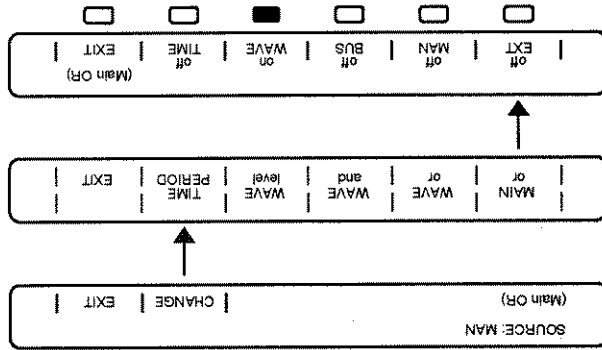 SOURCE: MAN
(Main OR) | CHANGE | EXIT |
| MAIN | WAVE | WAVE | WAVE | TIME | |
| or | or | and | level | PERIOD | EXIT |
off off off on off (Main OR)
| EXT | MAN | BUS | WAVE | TIME | EXIT |